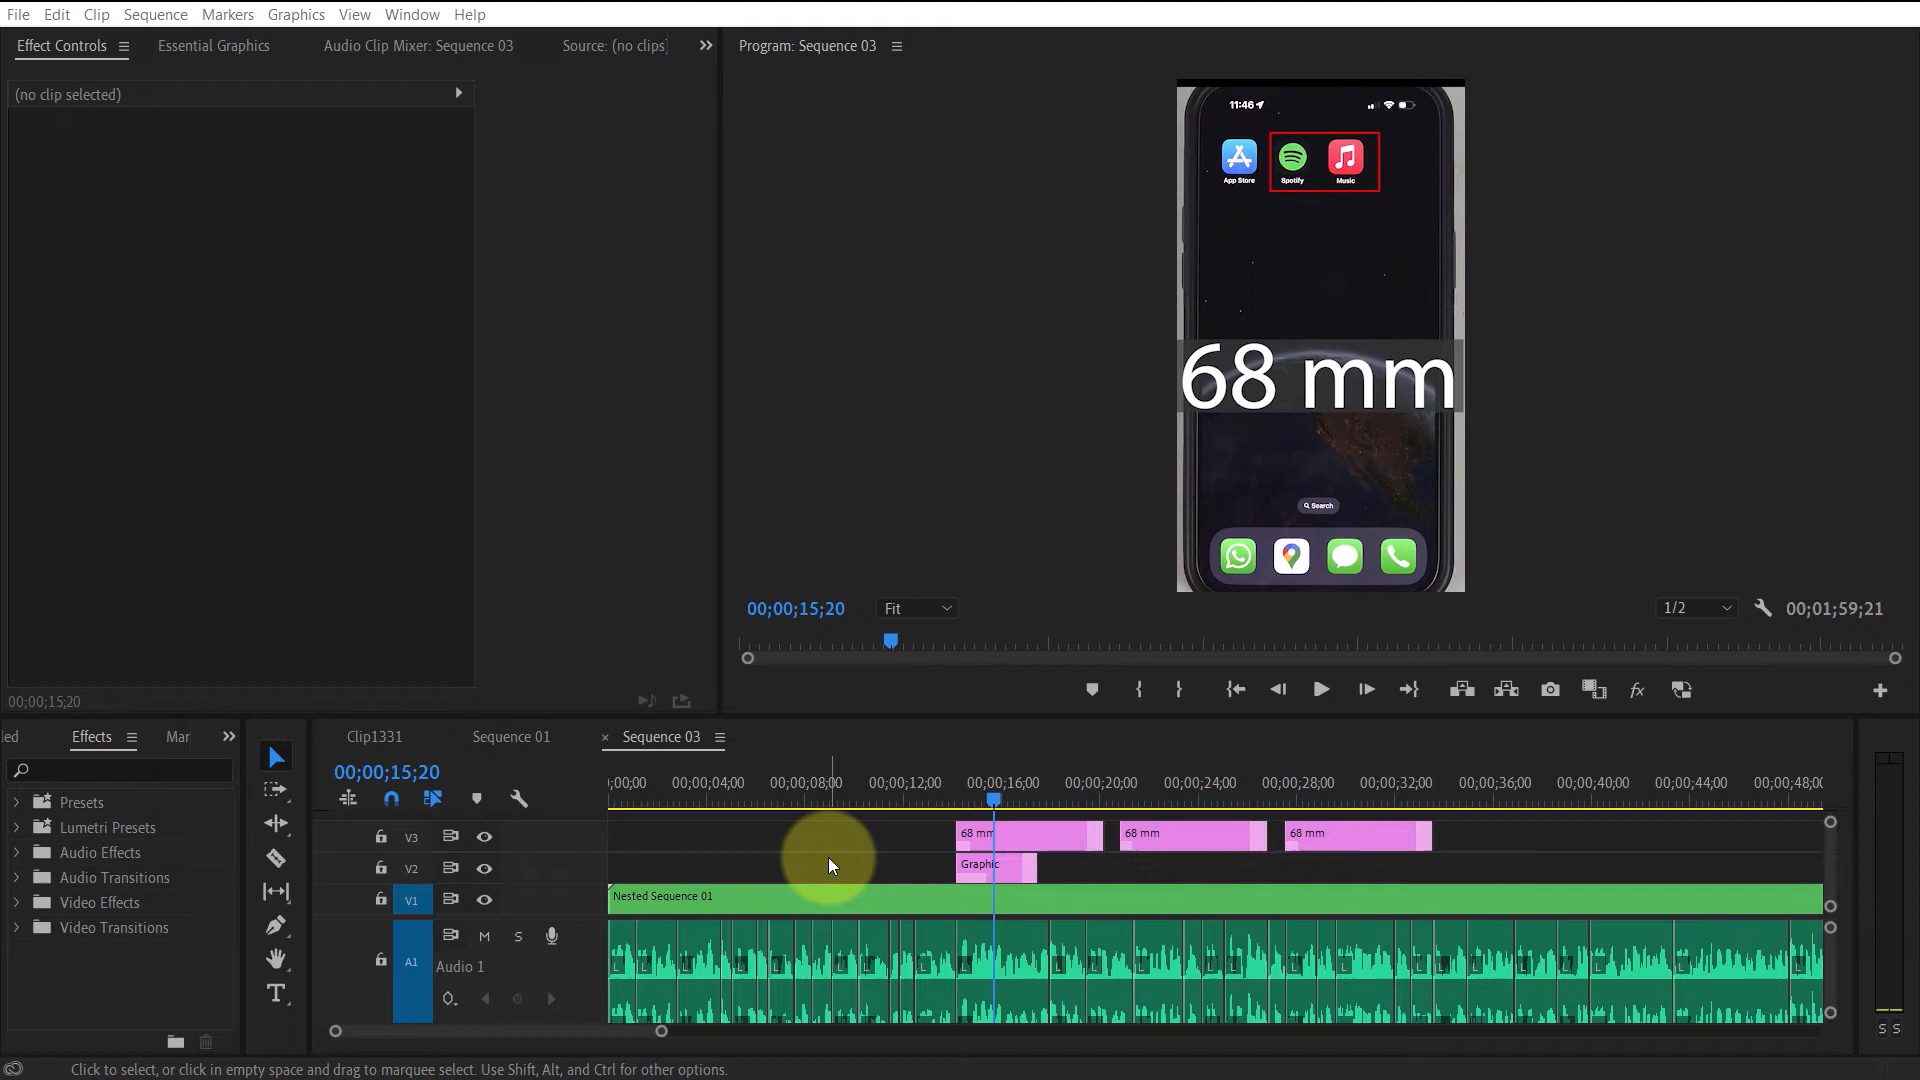 File Edit Clip Sequence Markers Graphics View Window Help
Effect Controls Essential Graphics Audio Clip Mixer: Sequence 03 Source: (no clips)
Program: Sequence 03
(no clip selected)
11:46
App Store Spotify Music
68 mm
Search
00;00;15;20 Fit 1/2 00;01;59;21
00;00;15;20
led Effects Mar
Clip1331 Sequence 01 × Sequence 03
00;00;15;20
;00;00 00;00;04;00 00;00;08;00 00;00;12;00 00;00;16;00 00;00;20;00 00;00;24;00 00;00;28;00 00;00;32;00 00;00;36;00 00;00;40;00 00;00;44;00 00;00;48;0
Presets
Lumetri Presets
Audio Effects
Audio Transitions
Video Effects
Video Transitions
V3 68 mm 68 mm 68 mm
V2 Graphic
V1 Nested Sequence 01
M S
A1 Audio 1
S S
Click to select, or click in empty space and drag to marquee select. Use Shift, Alt, and Ctrl for other options.